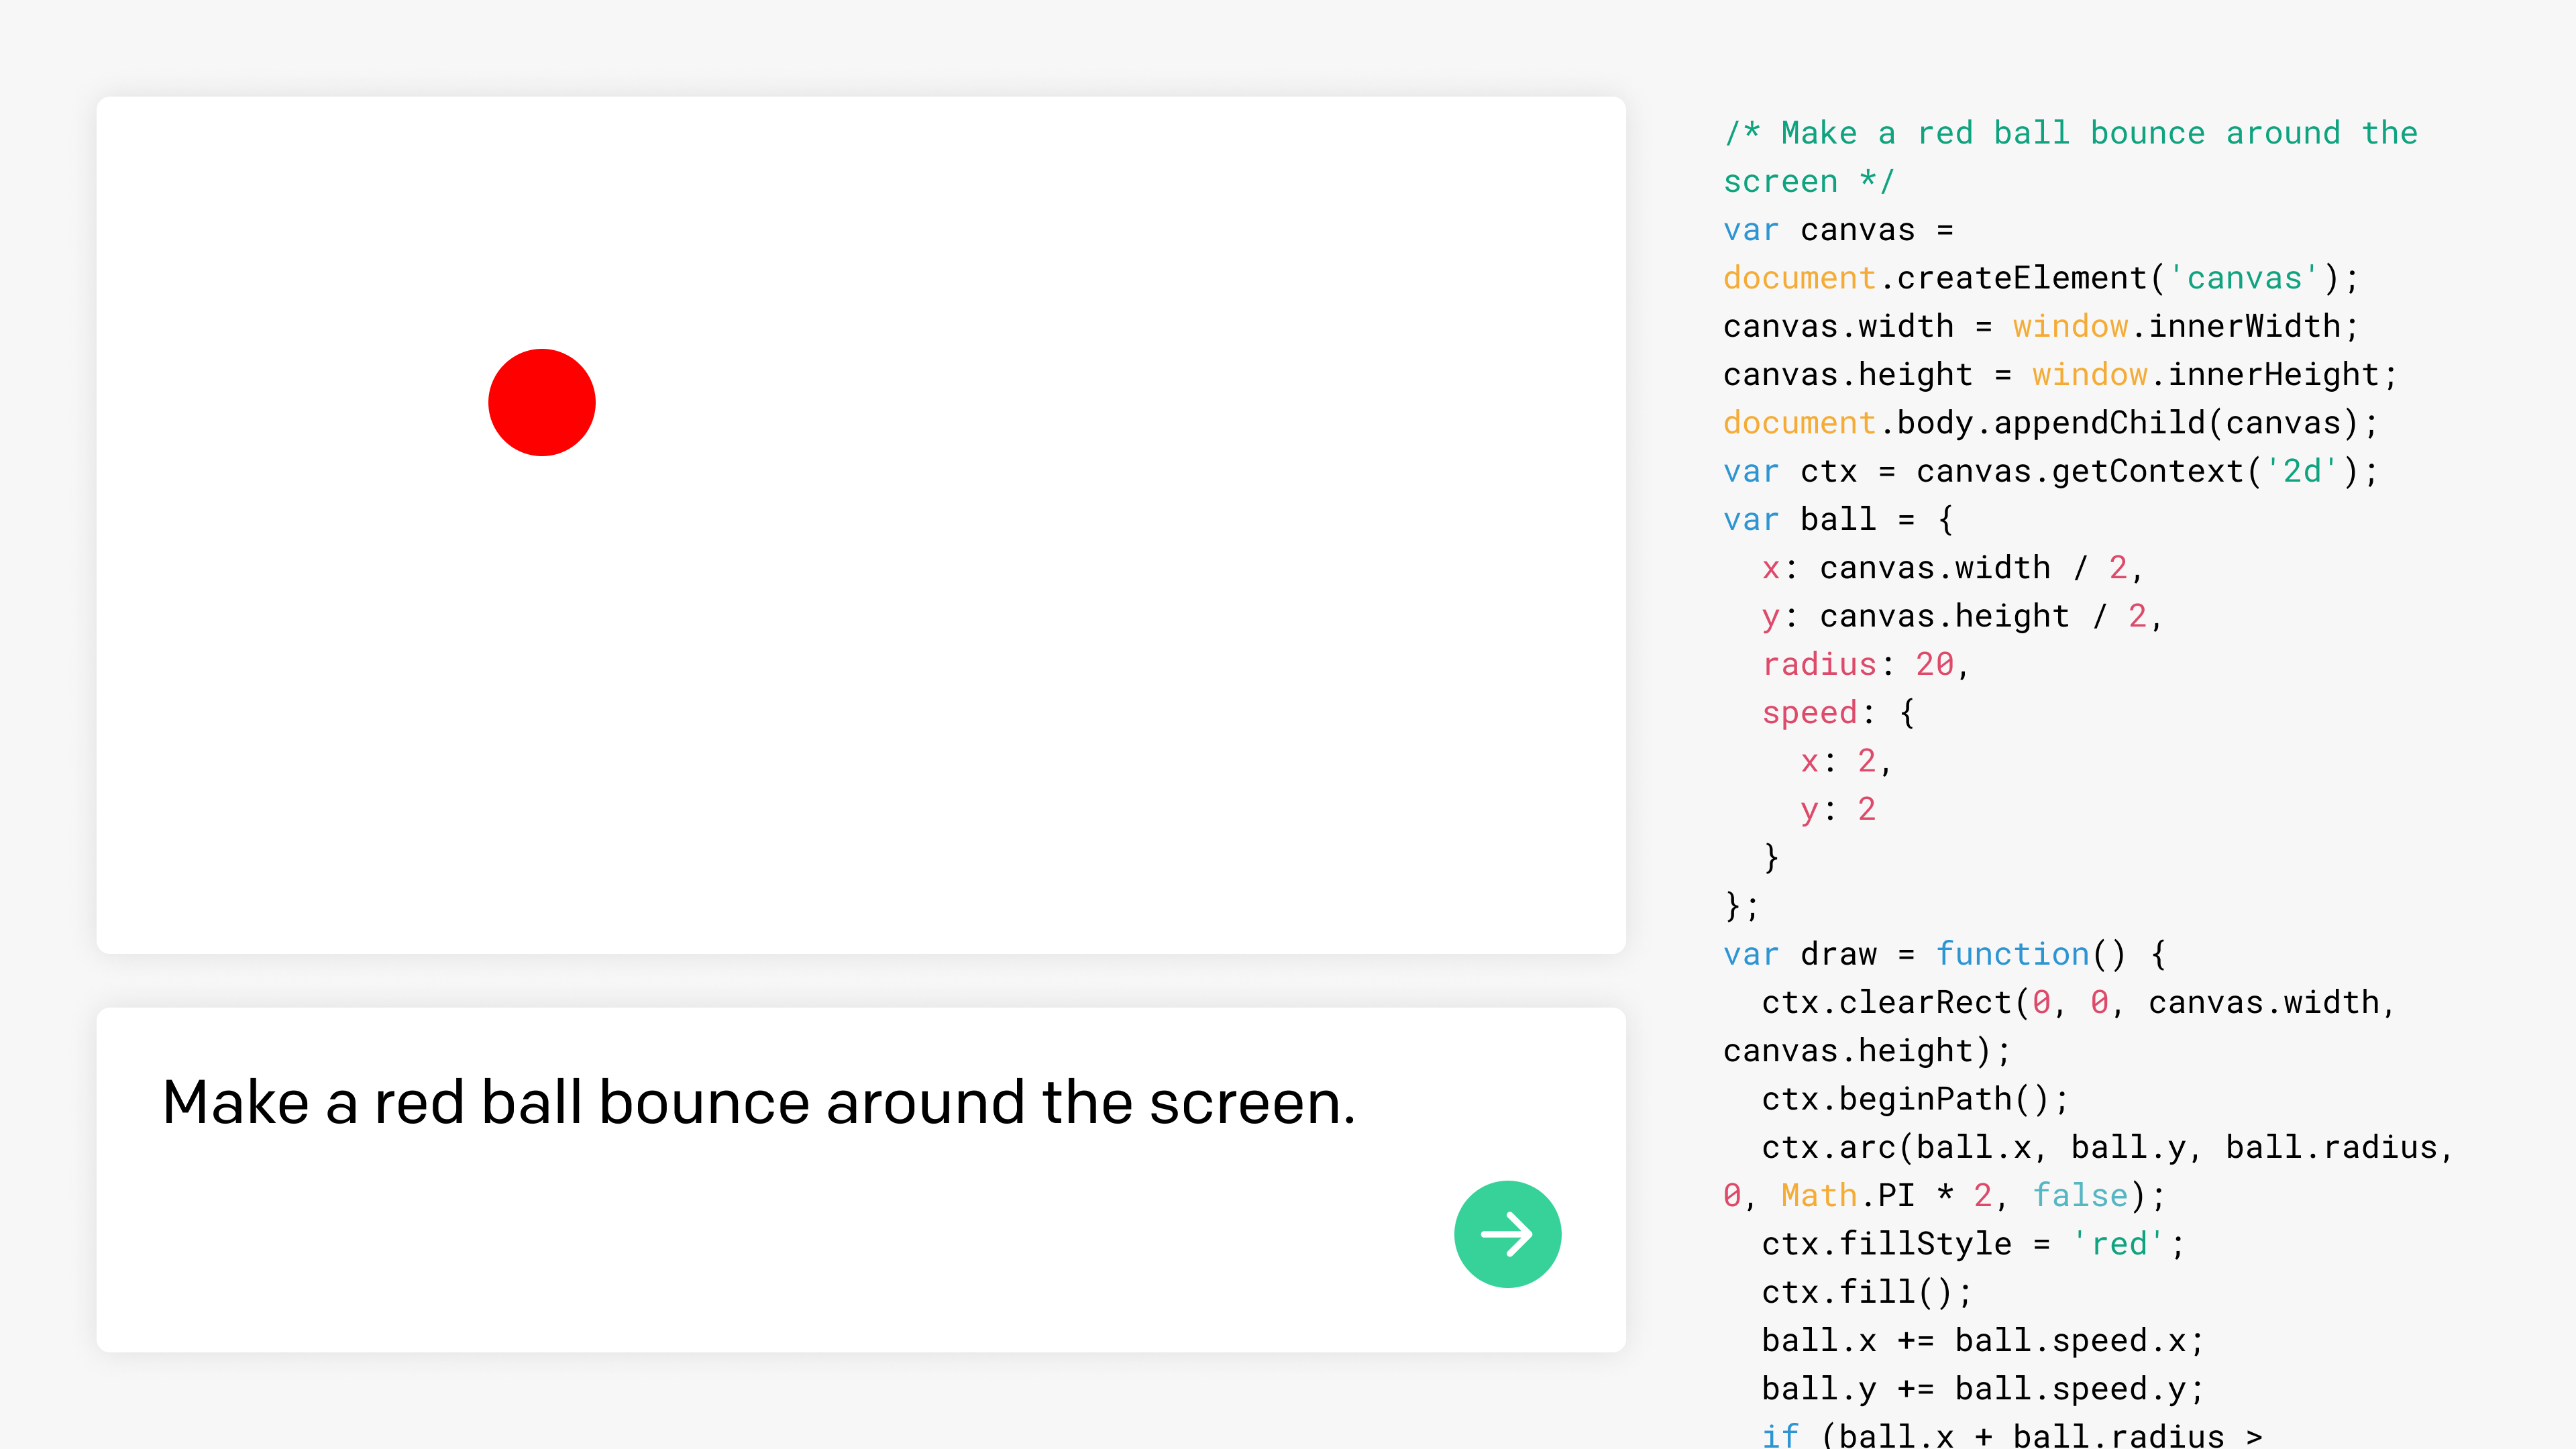 Make a red ball bounce around the screen.
/* Make a red ball bounce around the
screen */
var canvas =
document.createElement('canvas');
canvas.width = window.innerWidth;
canvas.height = window.innerHeight;
document.body.appendChild(canvas);
var ctx = canvas.getContext('2d');
var ball = {
  x: canvas.width / 2,
  y: canvas.height / 2,
  radius: 20,
  speed: {
    x: 2,
    y: 2
  }
};
var draw = function() {
  ctx.clearRect(0, 0, canvas.width,
canvas.height);
  ctx.beginPath();
  ctx.arc(ball.x, ball.y, ball.radius,
0, Math.PI * 2, false);
  ctx.fillStyle = 'red';
  ctx.fill();
  ball.x += ball.speed.x;
  ball.y += ball.speed.y;
  if (ball.x + ball.radius >